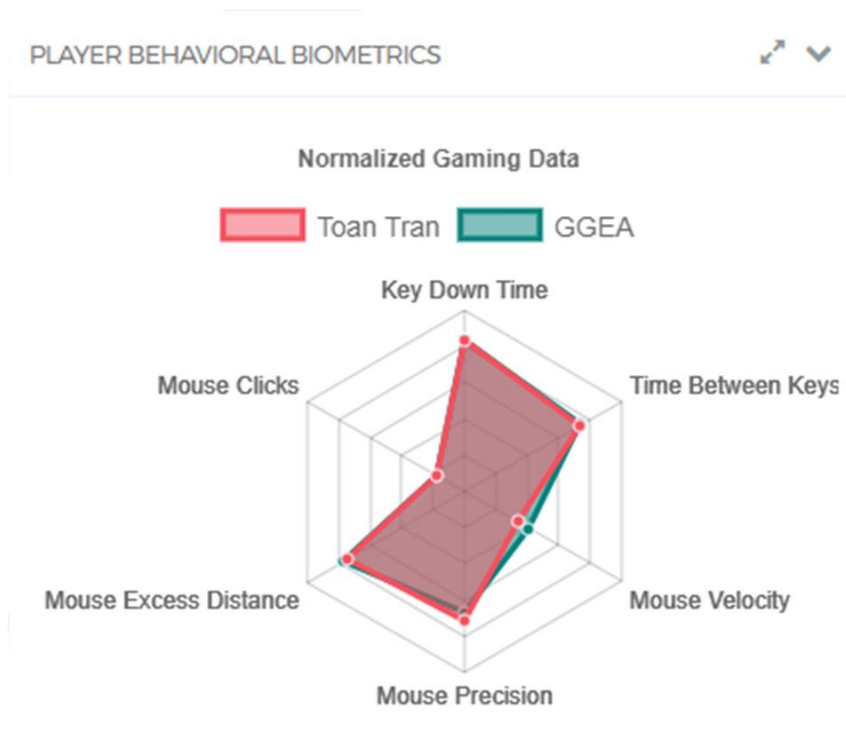 PLAYER BEHAVIORAL BIOMETRICS
Normalized Gaming Data
Toan Tran GGEA
Key Down Time
Mouse Clicks Time Between Keys
Mouse Excess Distance Mouse Velocity
Mouse Precision